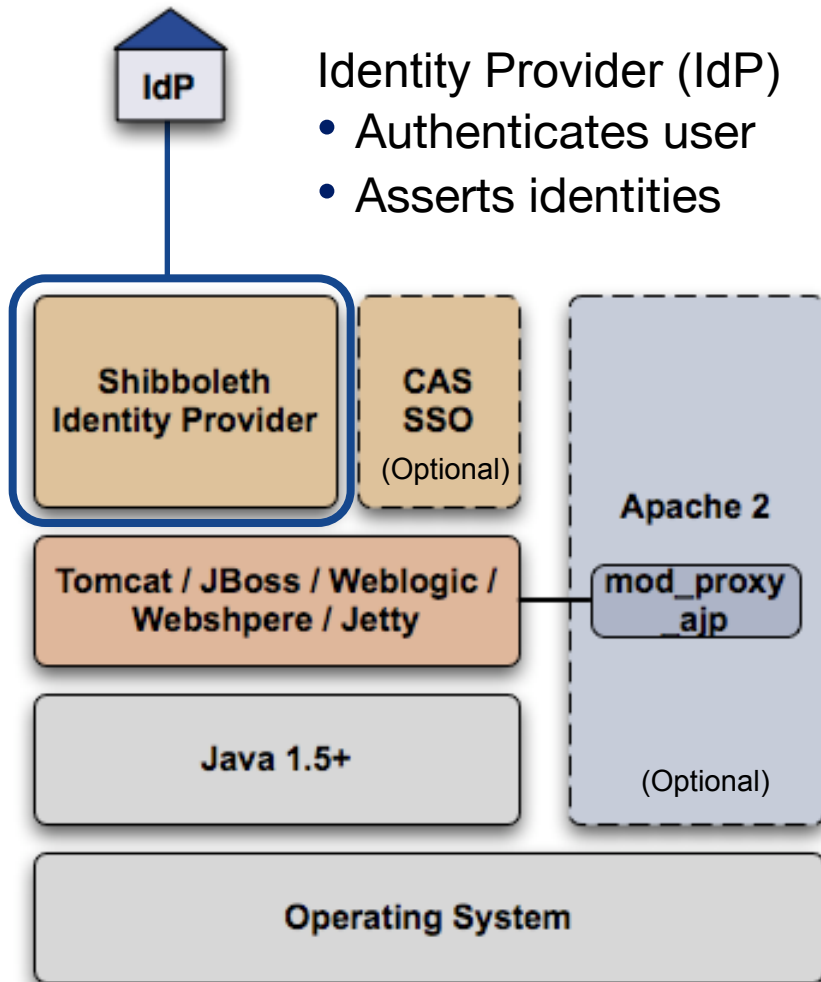 IdP
Identity Provider (IdP)
• Authenticates user
• Asserts identities
Shibboleth
Identity Provider
CAS
SSO
(Optional)
Apache 2
mod_proxy
_ajp
(Optional)
Tomcat / JBoss / Weblogic /
Webshpere / Jetty
Java 1.5+
Operating System